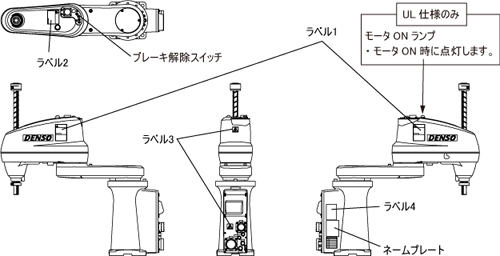 UL 仕様のみ
モータ ON ランプ
・モータ ON 時に点灯します。
ラベル1
ブレーキ解除スイッチ
ラベル2
ラベル3
DENSO
DENSO
ラベル4
ネームプレート